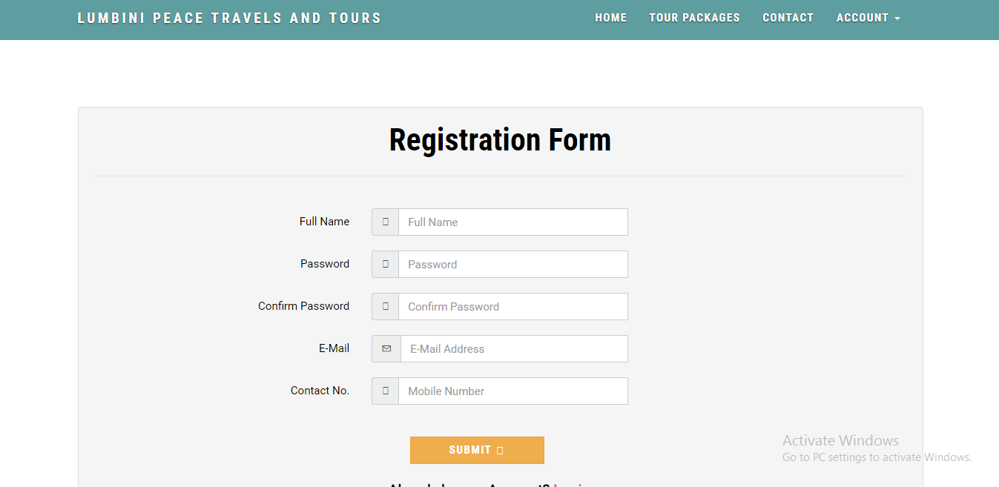 LUMBINI PEACE TRAVELS AND TOURS HOME TOUR PACKAGES CONTACT ACCOUNT
Registration Form
Full Name Full Name
Password Password
Confirm Password Confirm Password
E-Mail E-Mail Address
Contact No. Mobile Number
Activate Windows
SUBMIT
Go to PC settings to activate Windows.